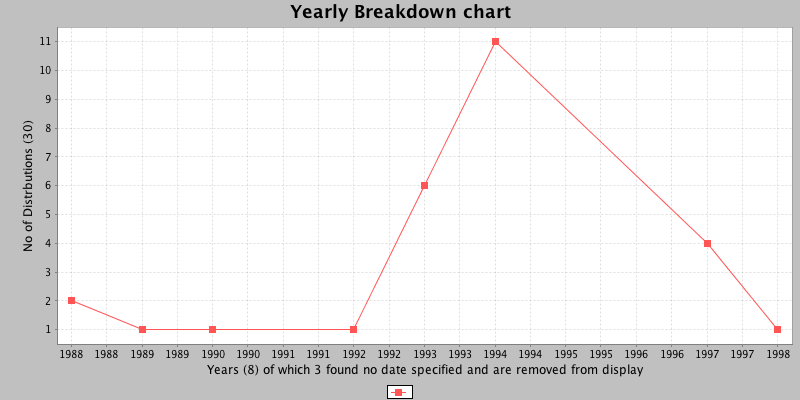 Yearly Breakdown chart
No of Distrbutions (30)
11
10
9
8
7
6
5
4
3
2
1
1988 1988 1989 1989 1990 1990 1991 1991 1992 1992 1993 1993 1994 1994 1995 1995 1996 1996 1997 1997 1998
Years (8) of which 3 found no date specified and are removed from display